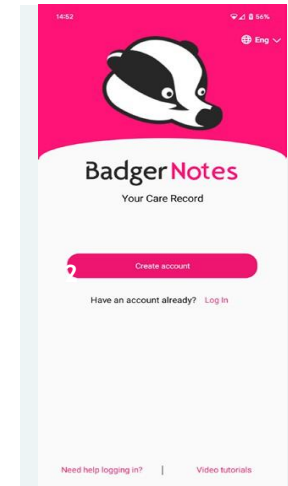 14:52 56%
Eng
Badger Notes
Your Care Record
Create account
Have an account already? Log In
Need help logging in? | Video tutorials